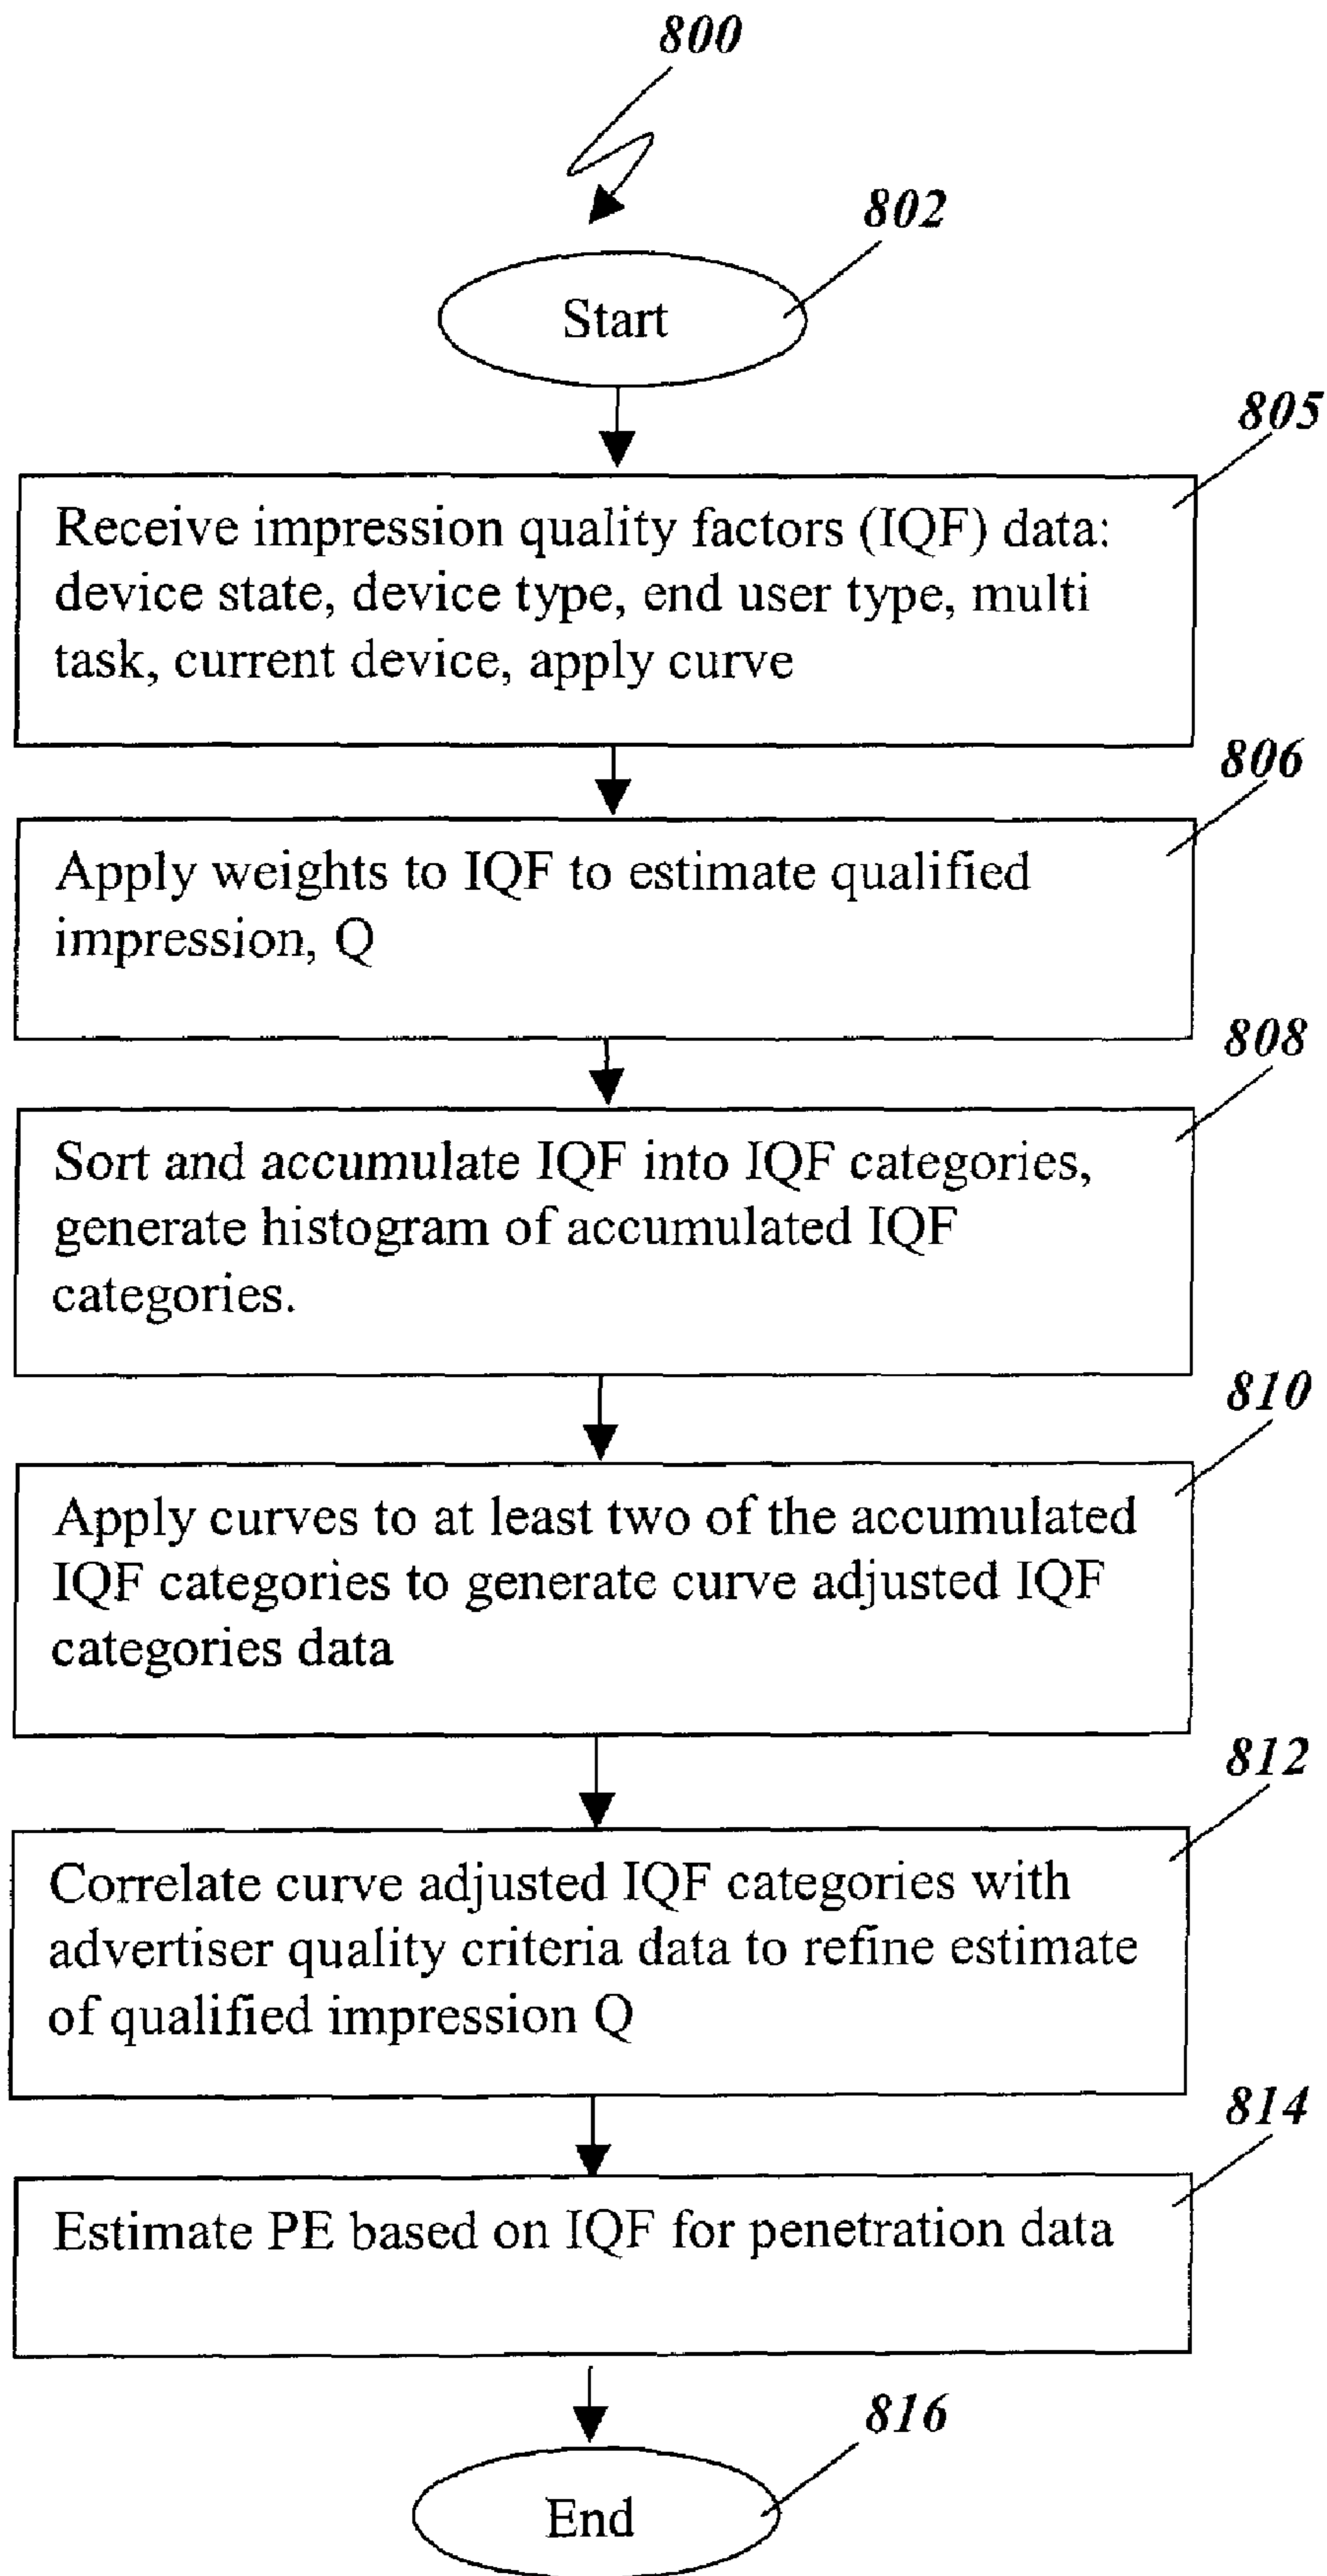 800
802
Start
805
Receive impression quality factors (IQF) data:
device state, device type, end user type, multi
task, current device, apply curve
806
Apply weights to IQF to estimate qualified
impression, Q
808
Sort and accumulate IQF into IQF categories,
generate histogram of accumulated IQF
categories.
810
Apply curves to at least two of the accumulated
IQF categories to generate curve adjusted IQF
categories data
812
Correlate curve adjusted IQF categories with
advertiser quality criteria data to refine estimate
of qualified impression Q
814
Estimate PE based on IQF for penetration data
816
End